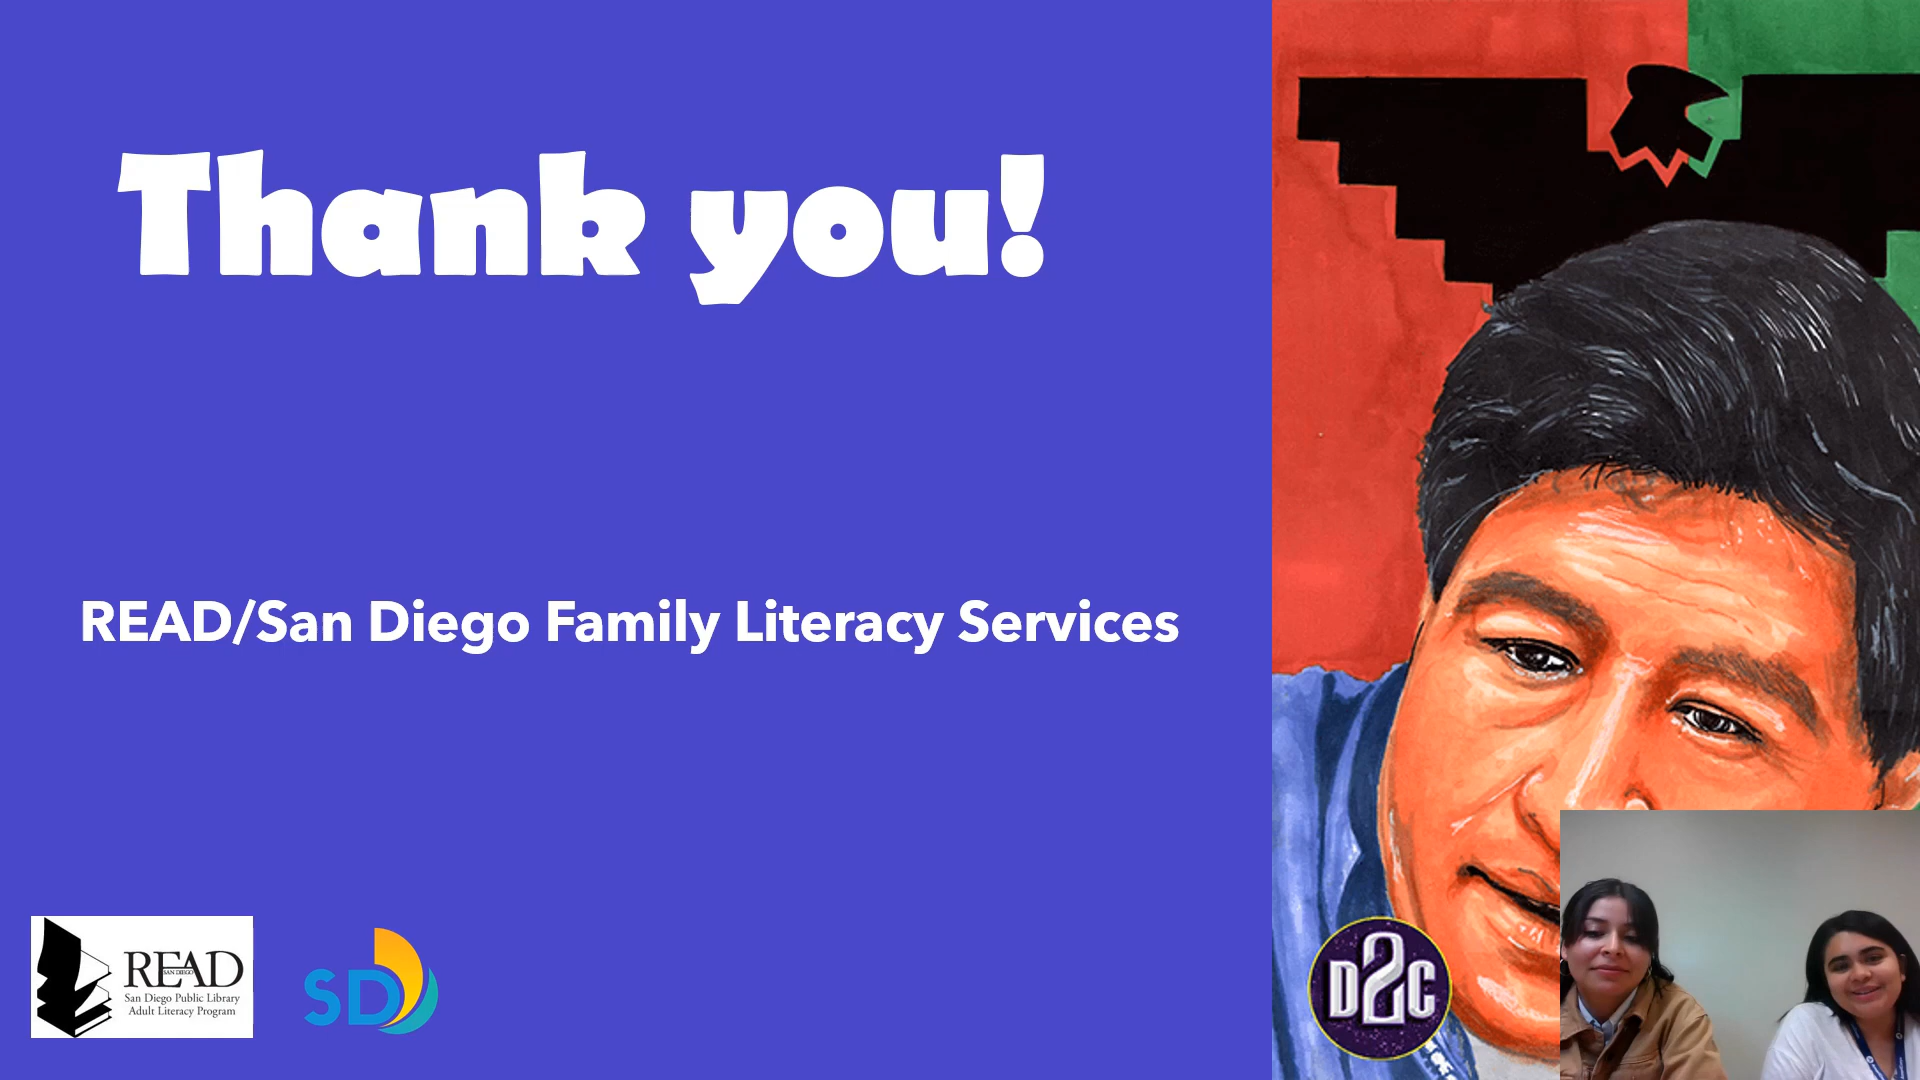 Thank you!
READ/San Diego Family Literacy Services
READ
SAN DIEGO
San Diego Public Library
Adult Literacy Program
SD
D2C